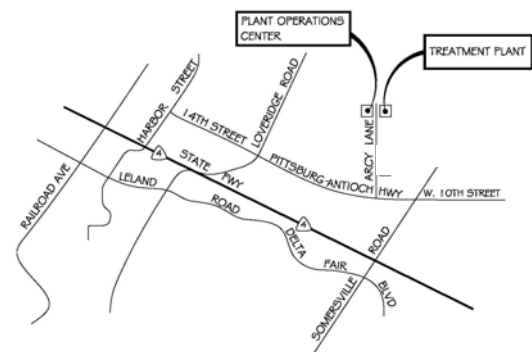 PLANT OPERATIONS
CENTER
TREATMENT PLANT
HARBOR STREET
LOVERIDGE ROAD
14TH STREET
ARCY LANE
PITTSBURG-ANTIOCH HWY
W. 10TH STREET
RAILROAD AVE
4
STATE HWY
LELAND ROAD
4
DELTA FAIR BLVD
SOMERSVILLE ROAD